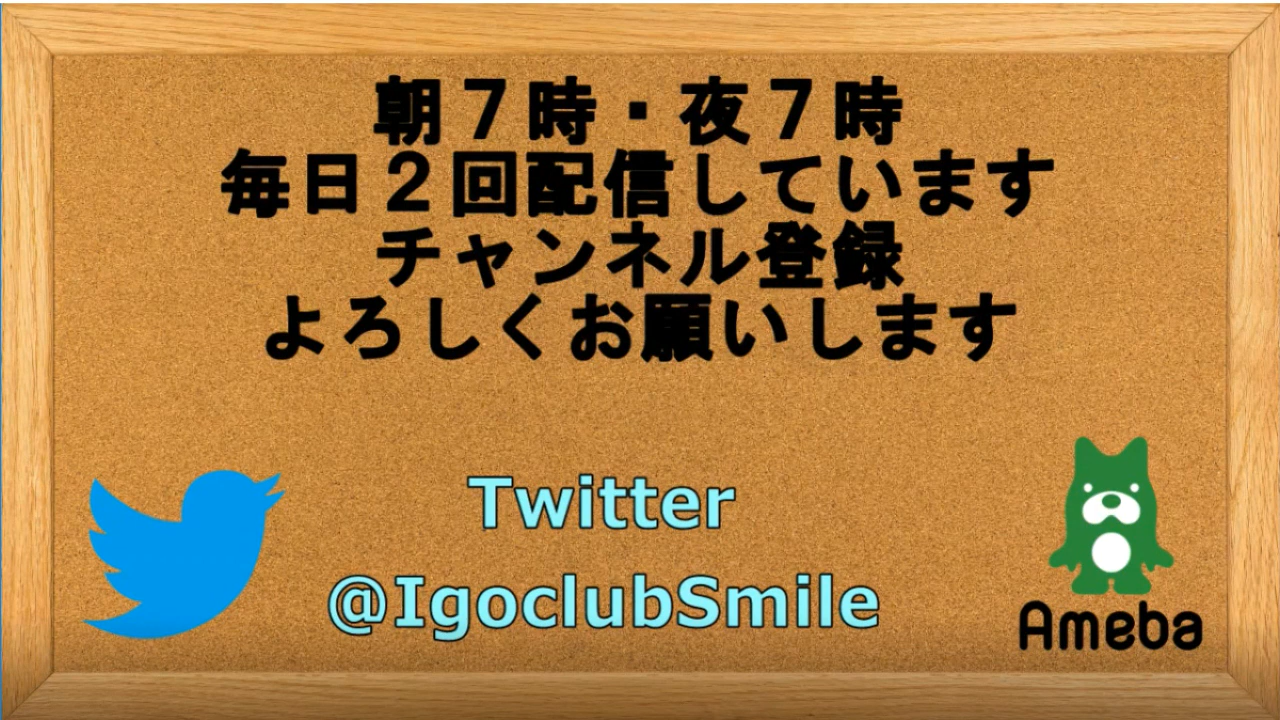 朝７時・夜７時
毎日２回配信しています
チャンネル登録
よろしくお願いします
Twitter
@IgoclubSmile
Ameba